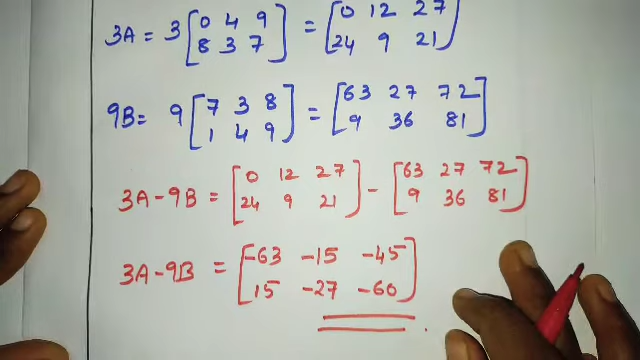 3A = 3 [0 4 9 = [0 12 27
8 3 7] 24 9 21]
9B = 9 [7 3 8 = [63 27 72
1 4 9] 9 36 81]
3A-9B = [0 12 27 - [63 27 72
24 9 21] 9 36 81]
3A-9B = [-63 -15 -45
15 -27 -60]